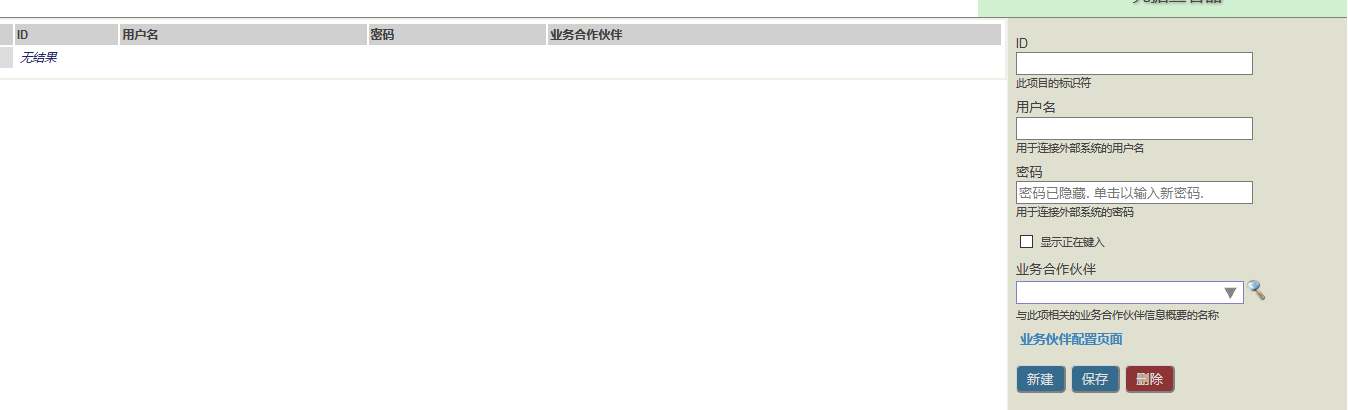 ID 用户名 密码 业务合作伙伴
无结果
ID
此项目的标识符
用户名
用于连接外部系统的用户名
密码
密码已隐藏. 单击以输入新密码.
用于连接外部系统的密码
显示正在键入
业务合作伙伴
与此项相关的业务合作伙伴信息概要的名称
业务伙伴配置页面
新建 保存 删除